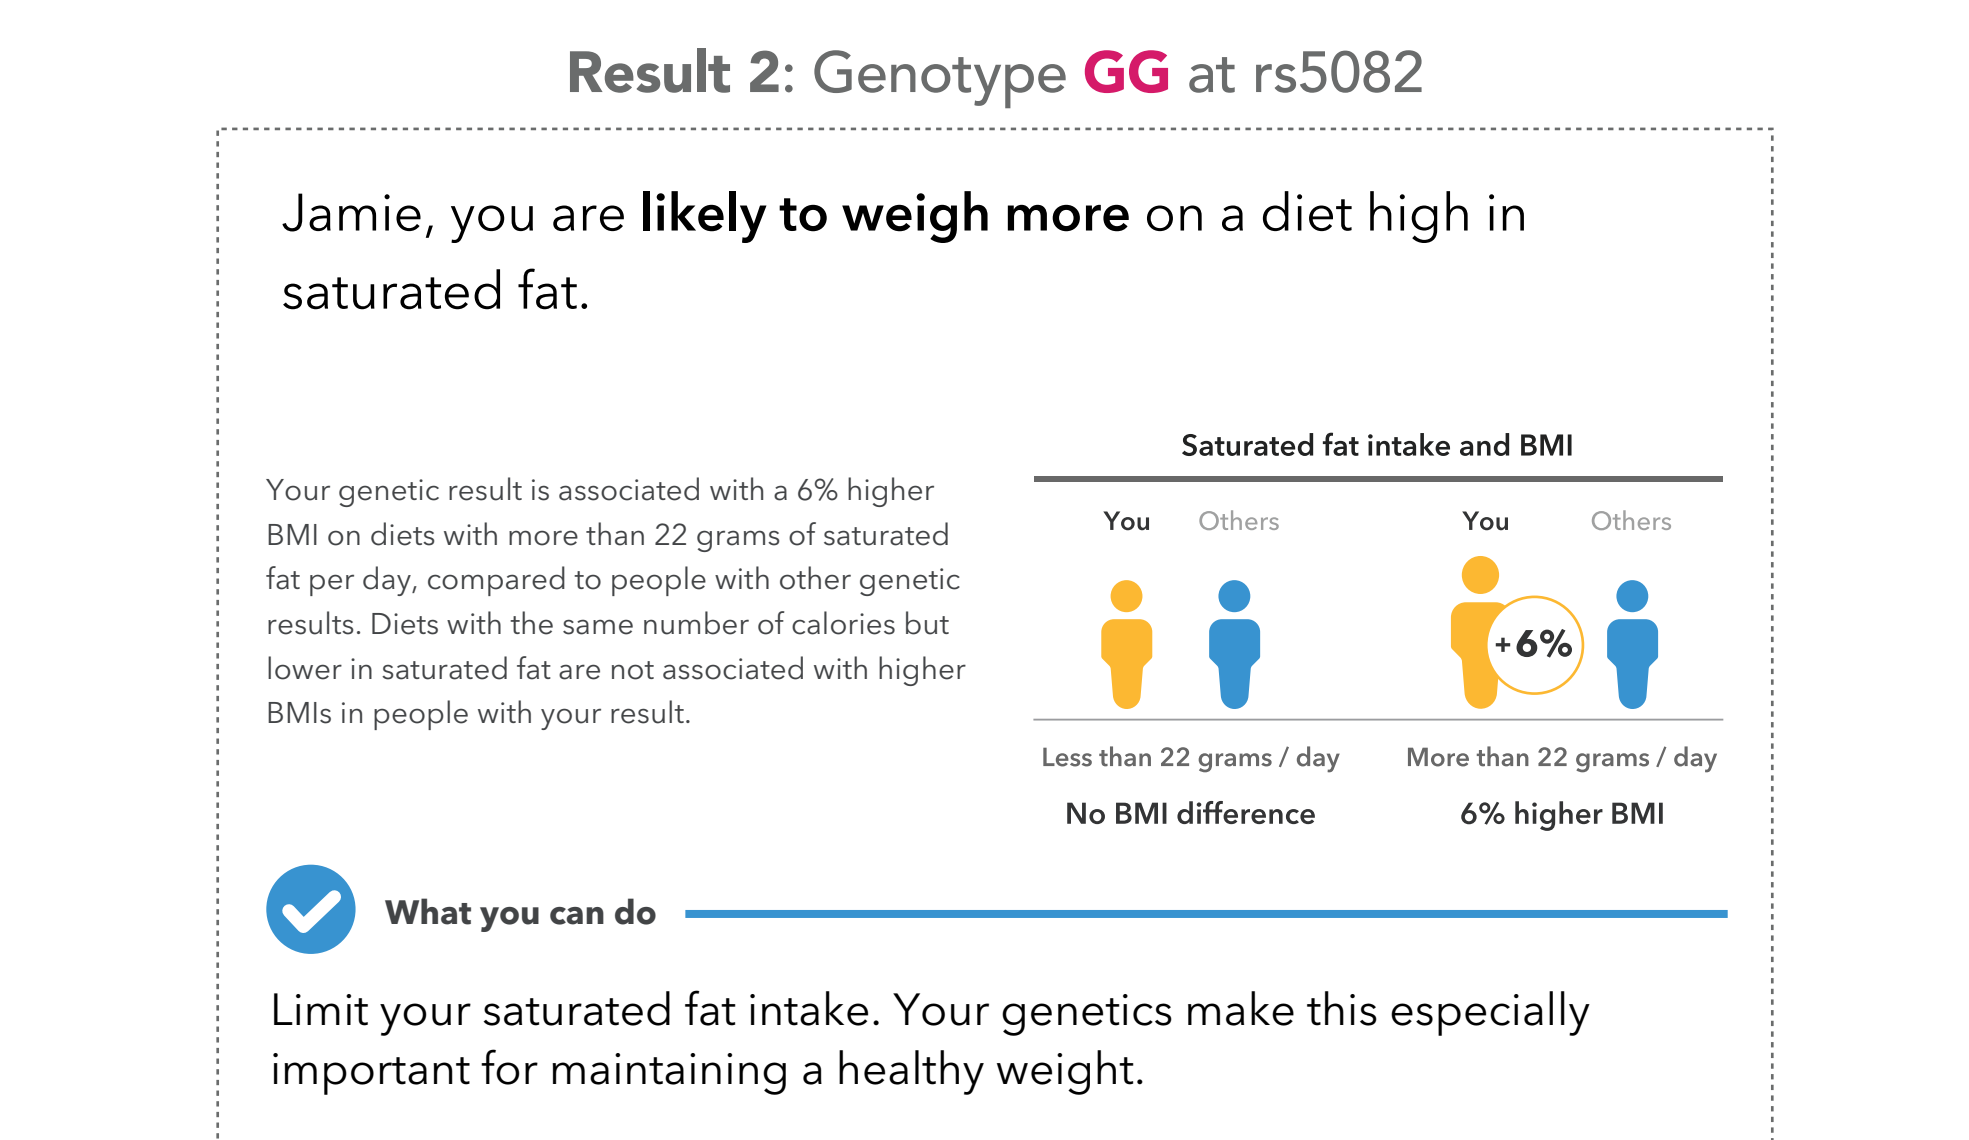 Result 2: Genotype GG at rs5082
Jamie, you are likely to weigh more on a diet high in
saturated fat.
Your genetic result is associated with a 6% higher
BMI on diets with more than 22 grams of saturated
fat per day, compared to people with other genetic
results. Diets with the same number of calories but
lower in saturated fat are not associated with higher
BMIs in people with your result.
Saturated fat intake and BMI
You Others You Others
+6%
Less than 22 grams / day More than 22 grams / day
No BMI difference 6% higher BMI
What you can do
Limit your saturated fat intake. Your genetics make this especially
important for maintaining a healthy weight.